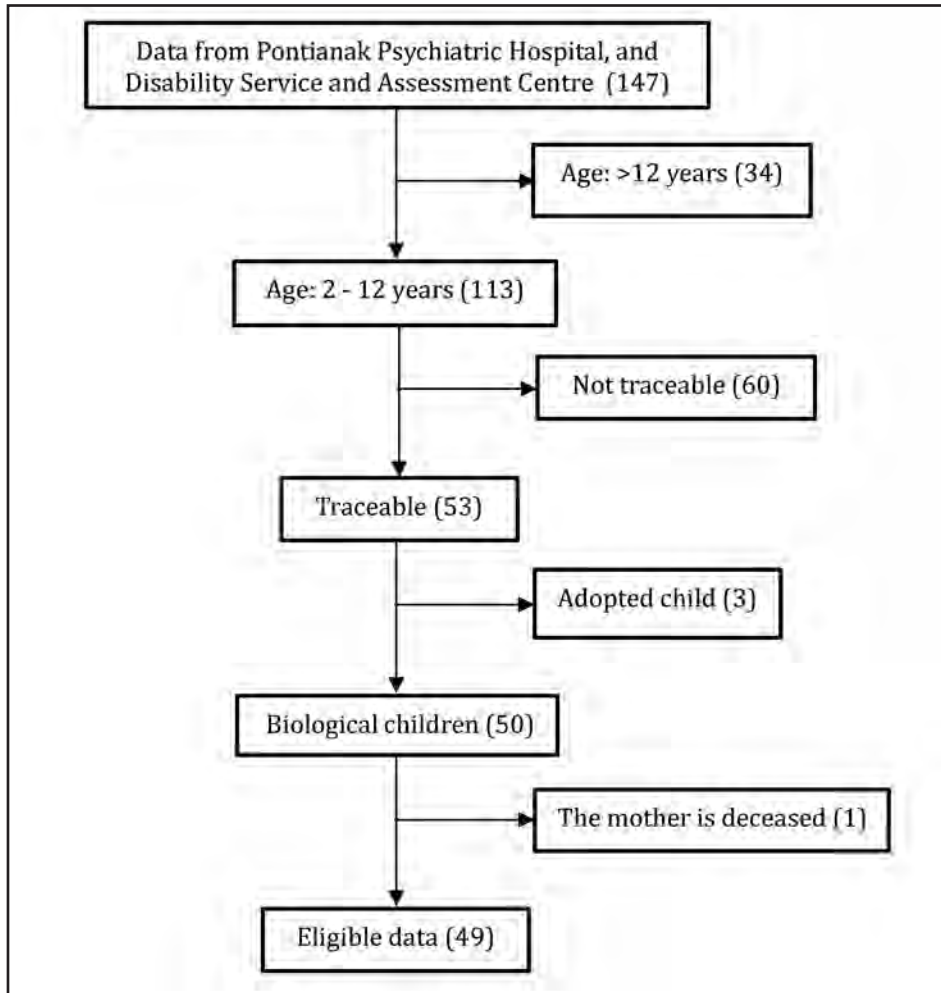 Data from Pontianak Psychiatric Hospital, and
Disability Service and Assessment Centre (147)
Age: >12 years (34)
Age: 2 - 12 years (113)
Not traceable (60)
Traceable (53)
Adopted child (3)
Biological children (50)
The mother is deceased (1)
Eligible data (49)